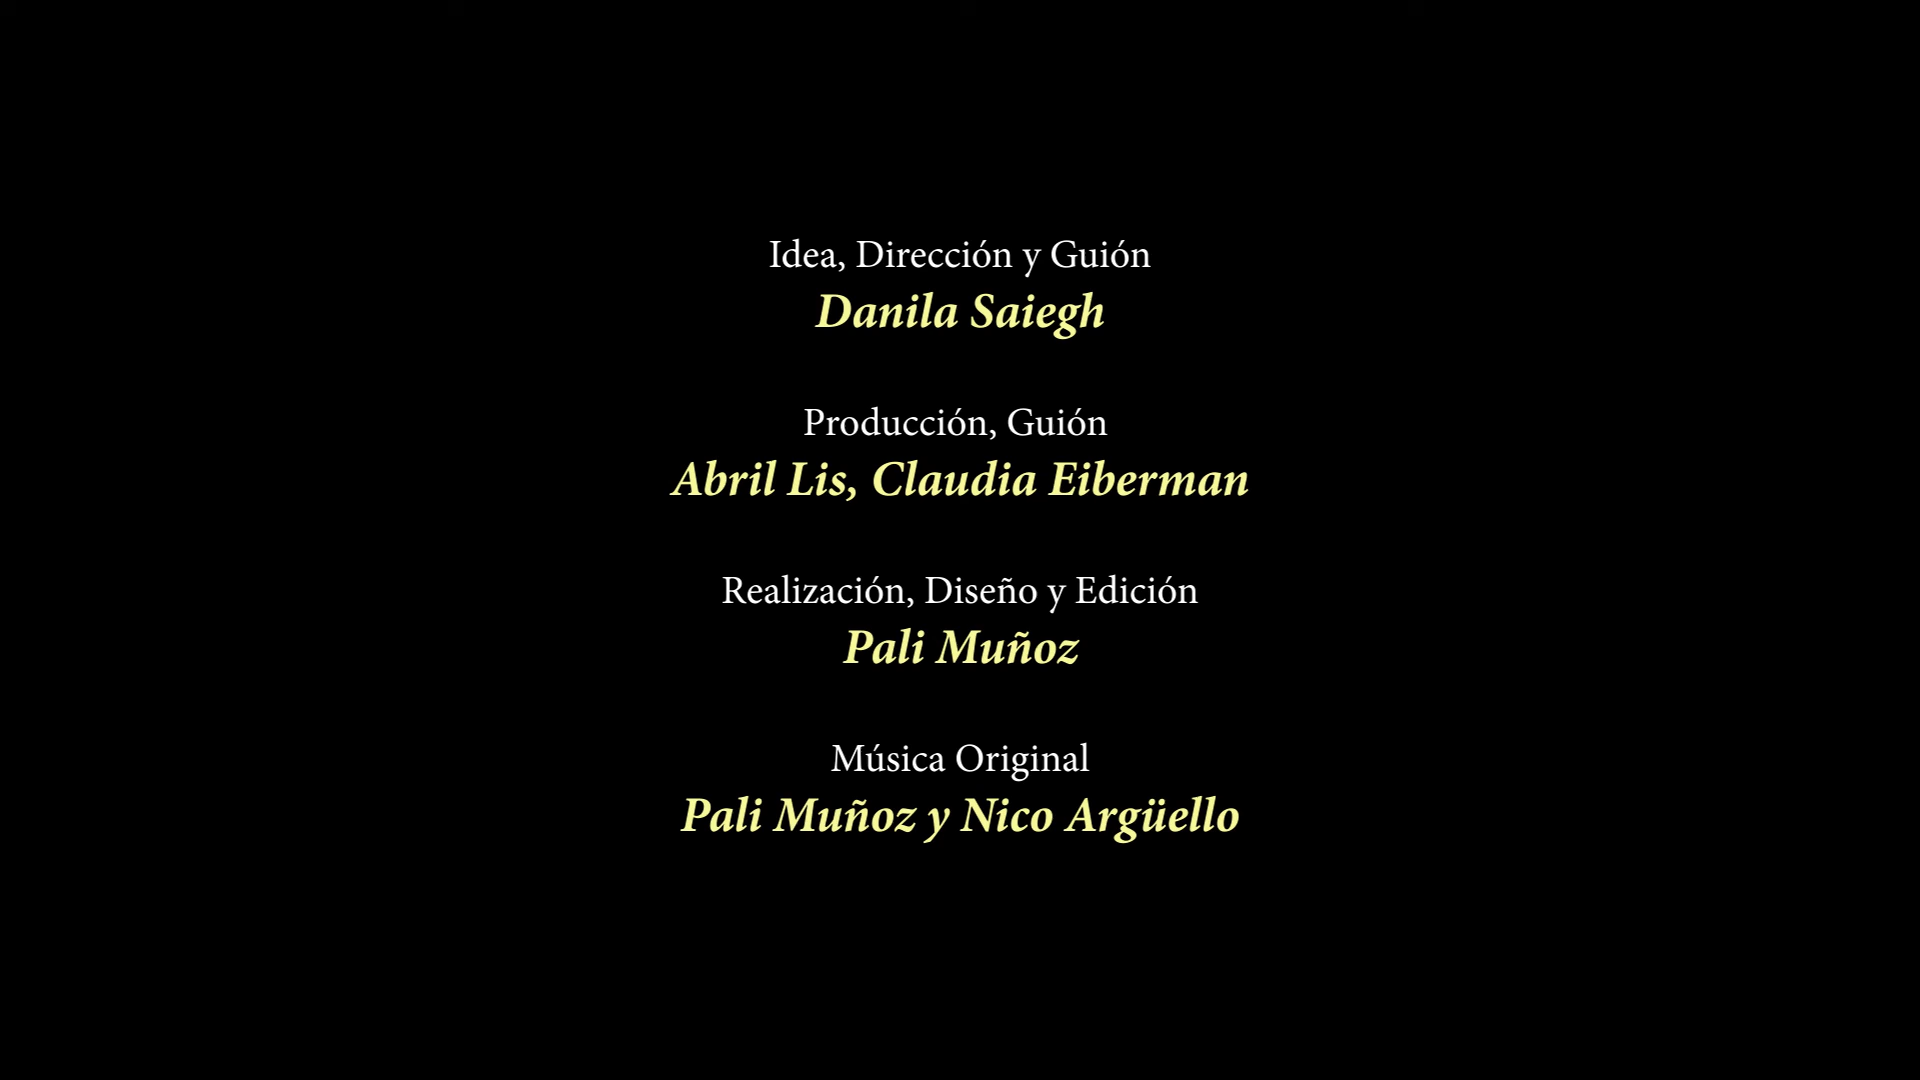 Idea, Dirección y Guión
Danila Saiegh
Producción, Guión
Abril Lis, Claudia Eiberman
Realización, Diseño y Edición
Pali Muñoz
Música Original
Pali Muñoz y Nico Argüello